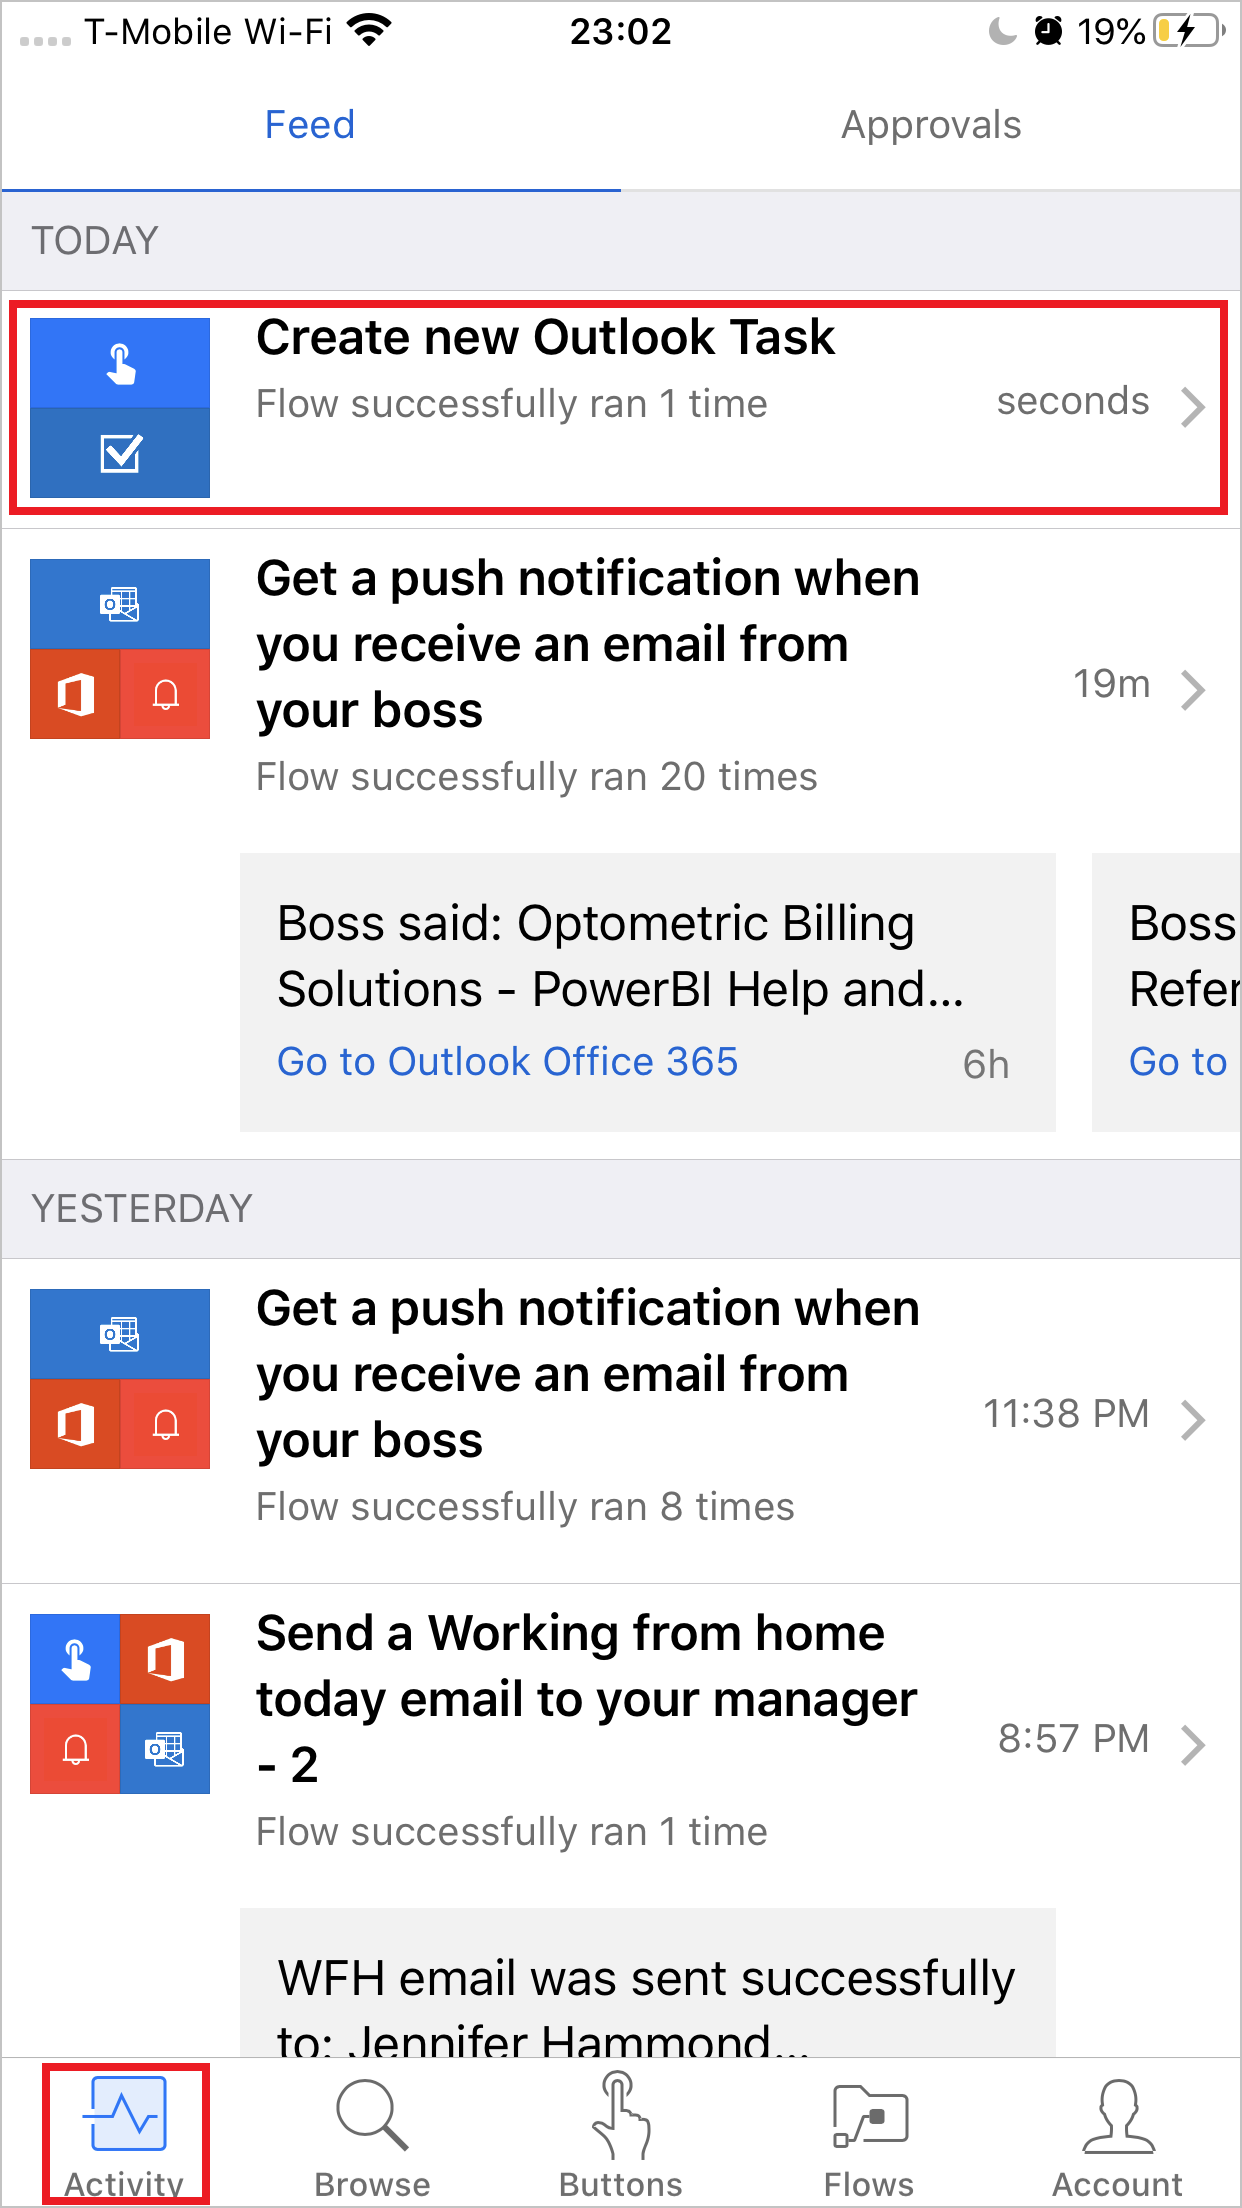 T-Mobile Wi-Fi 23:02 19%
Feed Approvals
TODAY
Create new Outlook Task
Flow successfully ran 1 time seconds
Get a push notification when
you receive an email from
your boss
19m
Flow successfully ran 20 times
Boss said: Optometric Billing
Solutions - PowerBI Help and...
Go to Outlook Office 365 6h
Boss
Refer
Go to
YESTERDAY
Get a push notification when
you receive an email from
your boss
11:38 PM
Flow successfully ran 8 times
Send a Working from home
today email to your manager
- 2
8:57 PM
Flow successfully ran 1 time
WFH email was sent successfully
to: Jennifer Hammond...
Activity Browse Buttons Flows Account